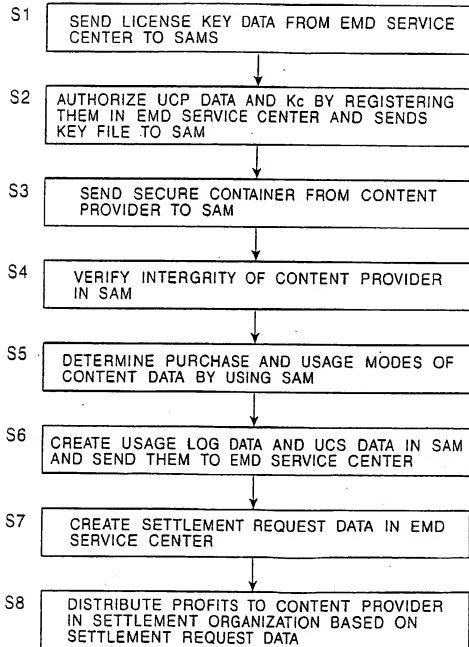 S1
SEND LICENSE KEY DATA FROM EMD SERVICE
CENTER TO SAMS
S2
AUTHORIZE UCP DATA AND Kc BY REGISTERING
THEM IN EMD SERVICE CENTER AND SENDS
KEY FILE TO SAM
S3
SEND SECURE CONTAINER FROM CONTENT
PROVIDER TO SAM
S4
VERIFY INTERGRITY OF CONTENT PROVIDER
IN SAM
S5
DETERMINE PURCHASE AND USAGE MODES OF
CONTENT DATA BY USING SAM
S6
CREATE USAGE LOG DATA AND UCS DATA IN SAM
AND SEND THEM TO EMD SERVICE CENTER
S7
CREATE SETTLEMENT REQUEST DATA IN EMD
SERVICE CENTER
S8
DISTRIBUTE PROFITS TO CONTENT PROVIDER
IN SETTLEMENT ORGANIZATION BASED ON
SETTLEMENT REQUEST DATA